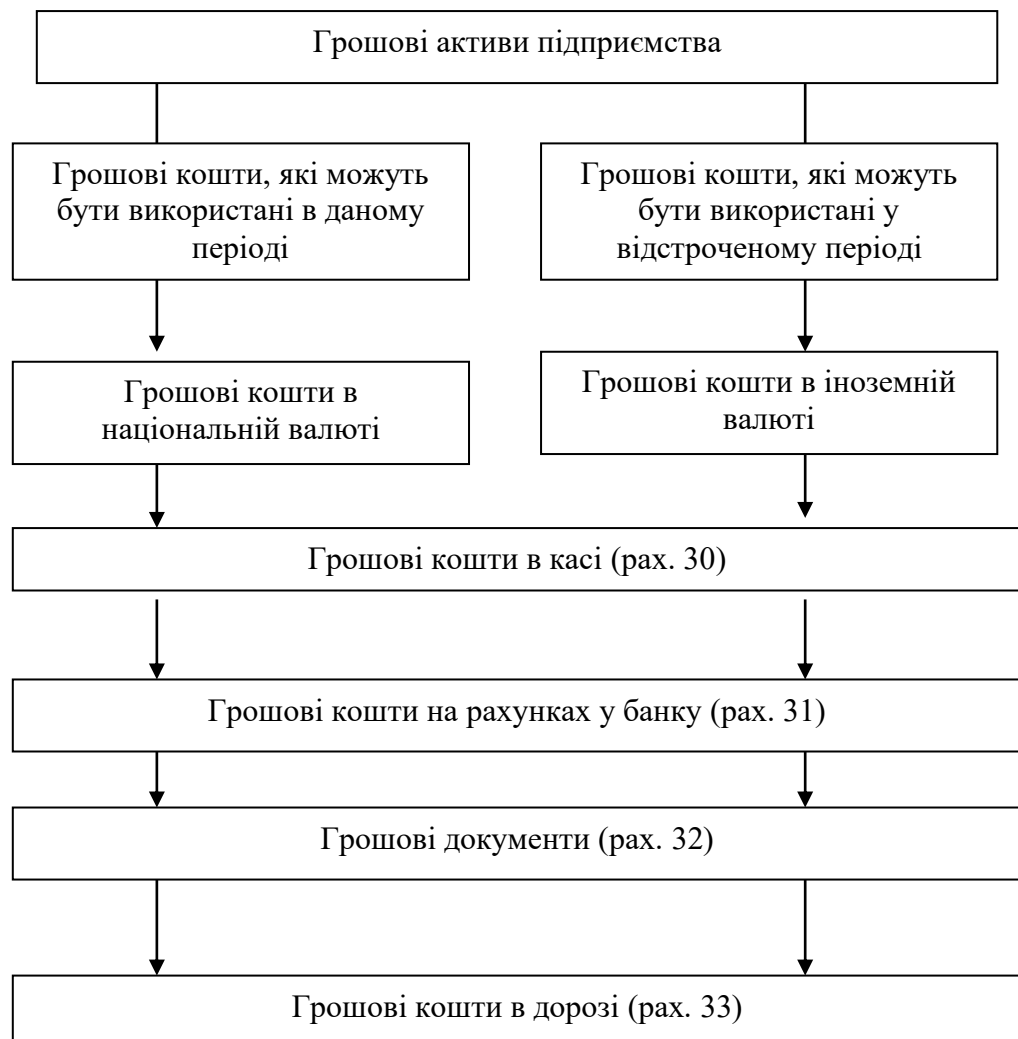 Грошові активи підприємства
Грошові кошти, які можуть
бути використані в даному
періоді
Грошові кошти, які можуть
бути використані у
відстроченому періоді
Грошові кошти в
національній валюті
Грошові кошти в іноземній
валюті
Грошові кошти в касі (рах. 30)
Грошові кошти на рахунках у банку (рах. 31)
Грошові документи (рах. 32)
Грошові кошти в дорозі (рах. 33)